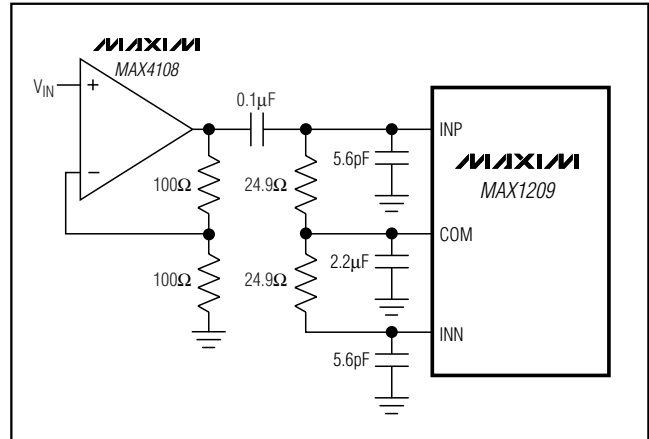 MAXIM
MAX4108
VIN
+
−
0.1µF
5.6pF
INP
MAXIM
MAX1209
100Ω
24.9Ω
COM
2.2µF
100Ω
24.9Ω
INN
5.6pF